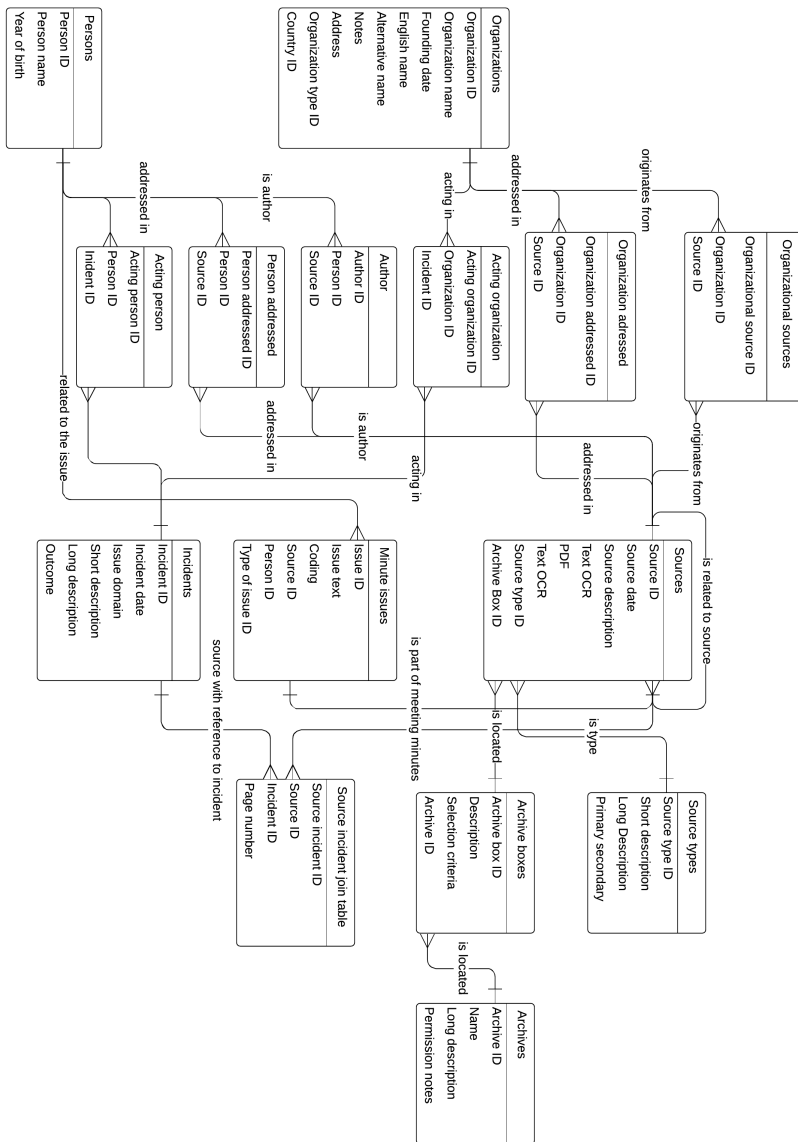 Organizations
Organization ID
Organization name
Founding date
English name
Alternative name
Notes
Address
Organization type ID
Country ID
Persons
Person ID
Person name
Year of birth
originates from
addressed in
acting in
is author
addressed in
Organizational sources
Organizational source ID
Organization ID
Source ID
Organization adressed
Organization addressed ID
Organization ID
Source ID
Acting organization
Acting organization ID
Organization ID
Incident ID
Author
Author ID
Person ID
Source ID
Person addressed
Person addressed ID
Person ID
Source ID
Acting person
Acting person ID
Person ID
Inident ID
originates from
addressed in
acting in
is author
addressed in
related to the issue
is related to source
Sources
Source ID
Source date
Source description
Text OCR
PDF
Text OCR
Source type ID
Archive Box ID
Minute issues
Issue ID
Issue text
Coding
Source ID
Person ID
Type of issue ID
Incidents
Incident ID
Incident date
Issue domain
Short description
Long description
Outcome
is type
is located
is part of meeting minutes
source with reference to incident
Source types
Source type ID
Short description
Long Description
Primary secondary
Archive boxes
Archive box ID
Description
Selection criteria
Archive ID
Source incident join table
Source incident ID
Source ID
Incident ID
Page number
is located
Archives
Archive ID
Name
Long description
Permission notes